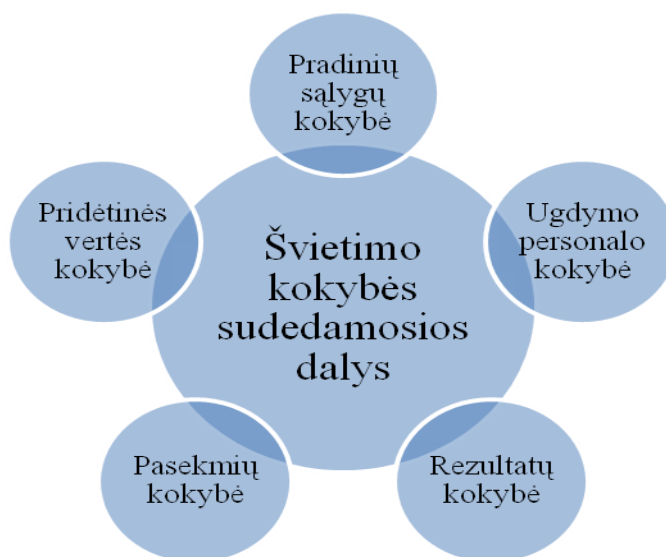 Pradinių
sąlygų
kokybė
Pridėtinės
vertės
kokybė
Ugdymo
personalo
kokybė
Švietimo
kokybės
sudedamosios
dalys
Pasekmių
kokybė
Rezultatų
kokybė